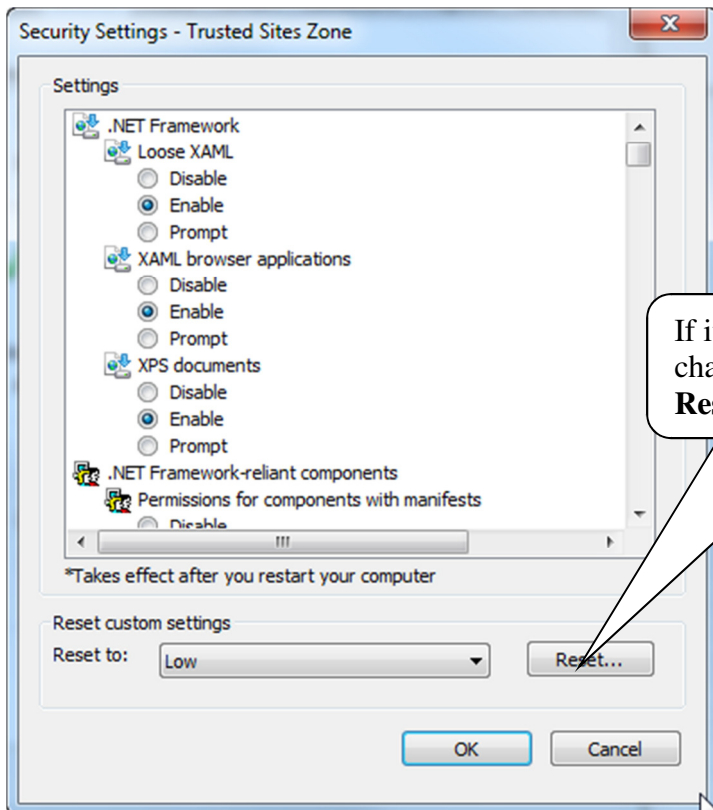 Security Settings - Trusted Sites Zone
Settings
.NET Framework
Loose XAML
Disable
Enable
Prompt
XAML browser applications
Disable
Enable
Prompt
XPS documents
Disable
Enable
Prompt
.NET Framework-reliant components
Permissions for components with manifests
Disable
*Takes effect after you restart your computer
Reset custom settings
Reset to:
Low
Reset...
OK
Cancel
If